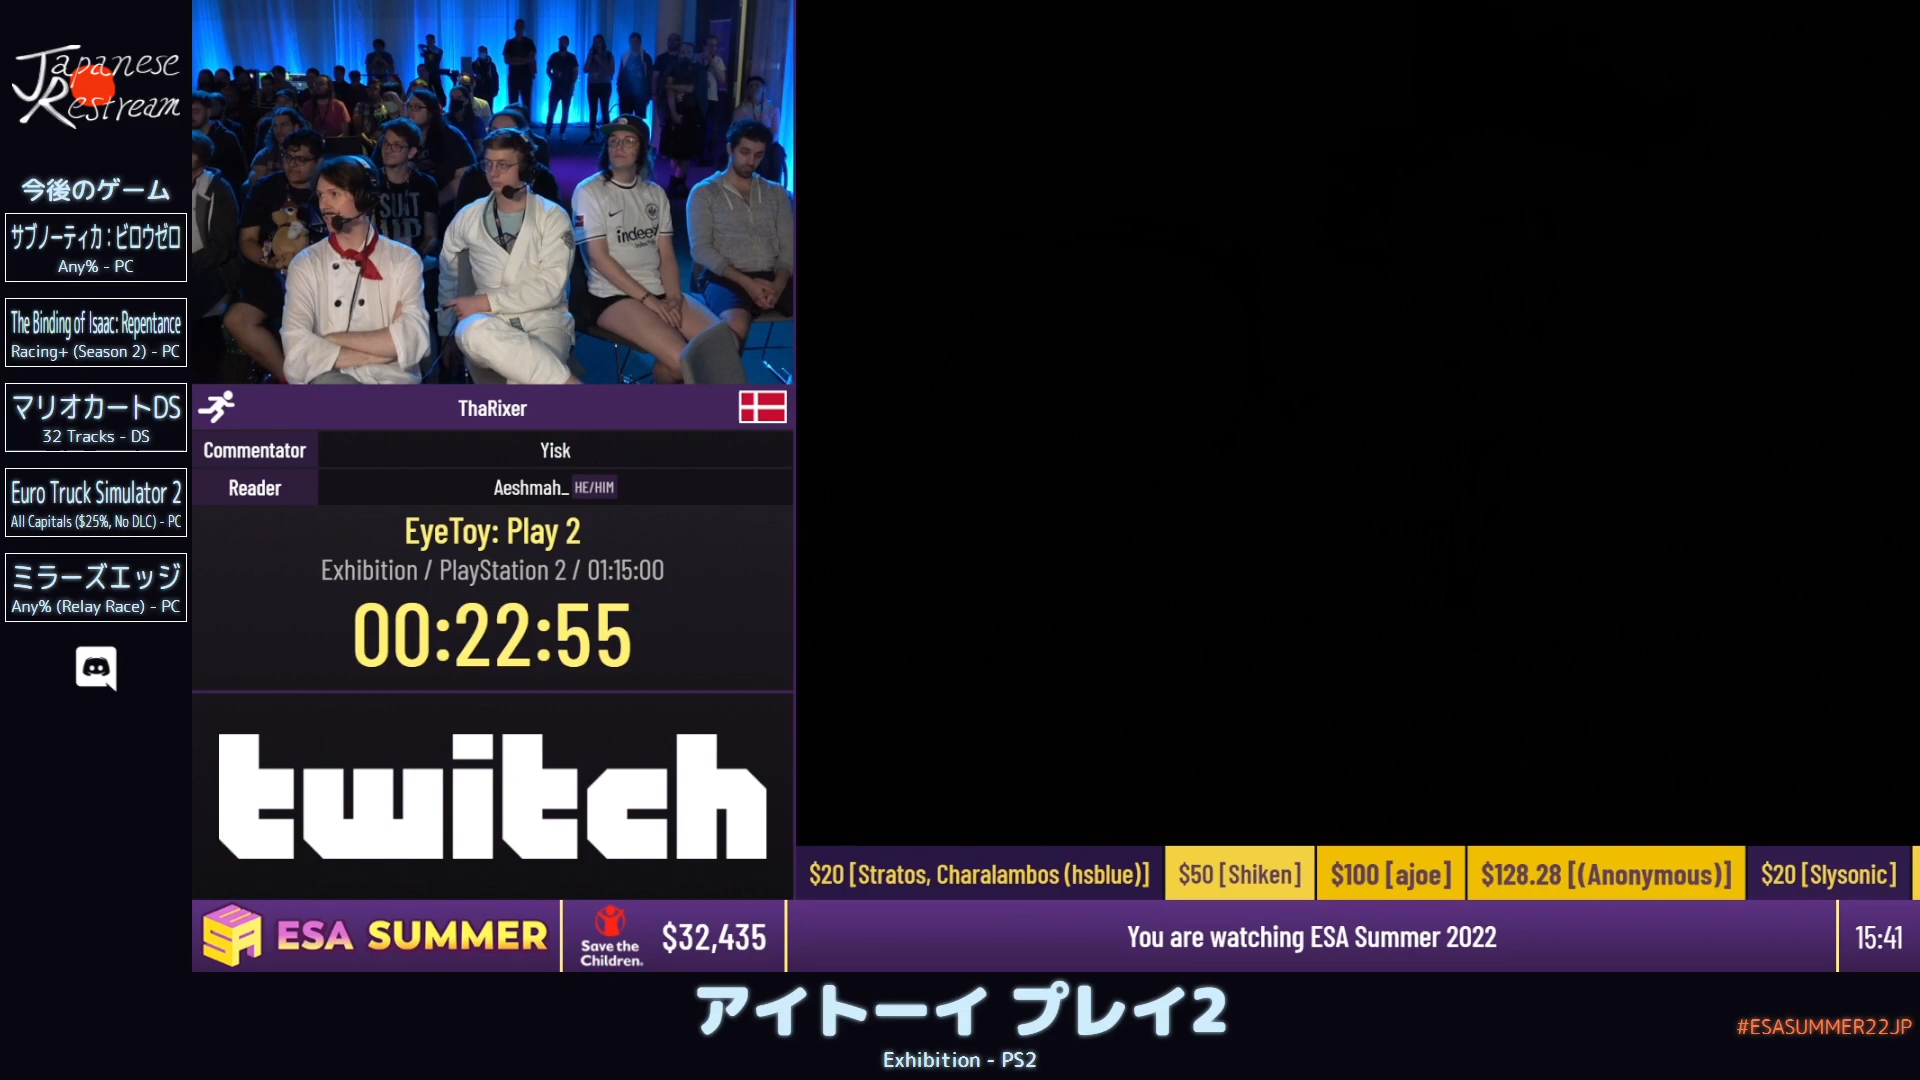 Japanese
Restream
今後のゲーム
サブノーティカ：ビロウゼロ
Any% - PC
The Binding of Isaac: Repentance
Racing+ (Season 2) - PC
マリオカートDS
32 Tracks - DS
Euro Truck Simulator 2
All Capitals ($25%, No DLC) - PC
ミラーズエッジ
Any% (Relay Race) - PC
SUIT
UP
indeed
ThaRixer
Commentator
Yisk
Reader
Aeshmah_ HE/HIM
EyeToy: Play 2
Exhibition / PlayStation 2 / 01:15:00
00:22:55
twitch
$20 [Stratos, Charalambos (hsblue)]
$50 [Shiken]
$100 [ajoe]
$128.28 [(Anonymous)]
$20 [Slysonic]
ESA SUMMER
Save the
Children.
$32,435
You are watching ESA Summer 2022
15:41
アイトーイ プレイ2
Exhibition - PS2
#ESASUMMER22JP